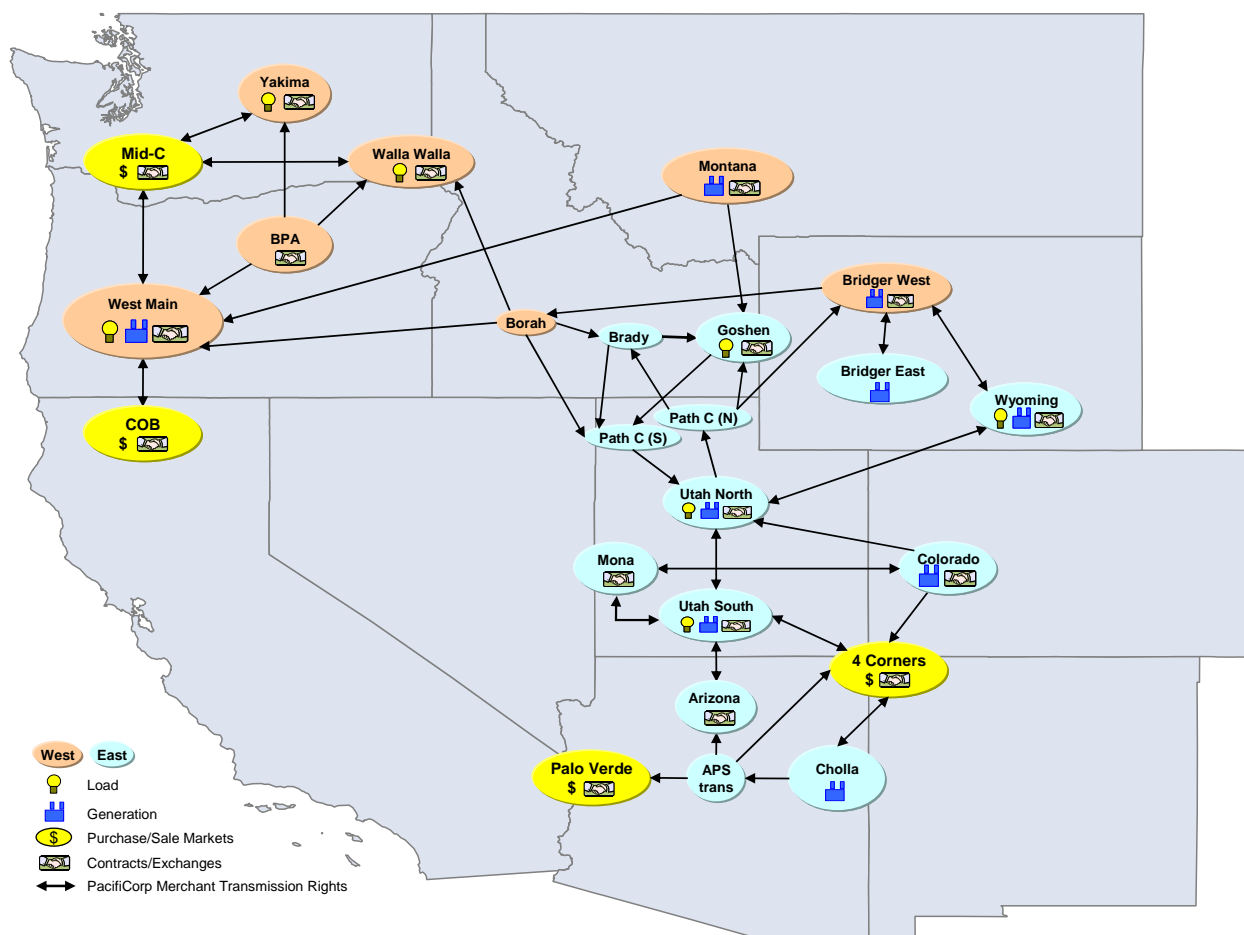 Yakima
Mid-C
$
Walla Walla
Montana
BPA
West Main
Borah
Brady
Goshen
Bridger West
Bridger East
Wyoming
COB
$
Path C (N)
Path C (S)
Utah North
Mona
Colorado
Utah South
4 Corners
$
Arizona
Palo Verde
$
APS
trans
Cholla
West East
Load
Generation
$ Purchase/Sale Markets
Contracts/Exchanges
PacifiCorp Merchant Transmission Rights